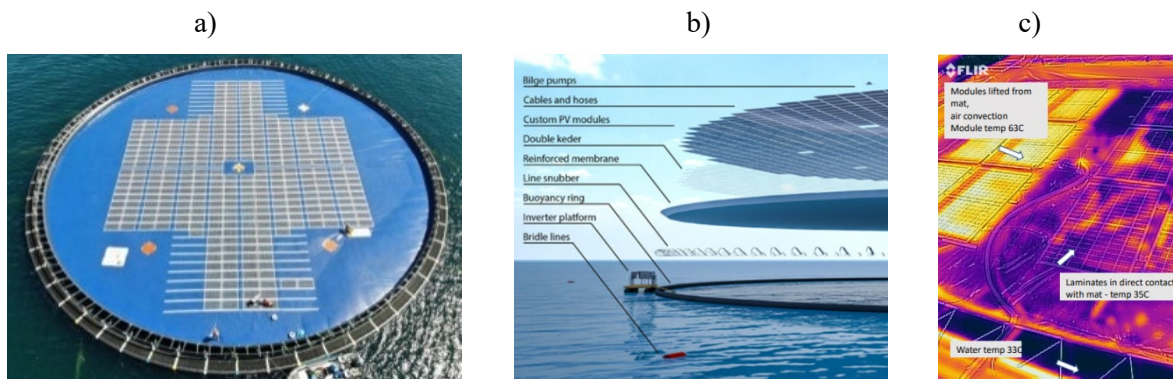 a)
b)
c)
Bilge pumps
Cables and hoses
Custom PV modules
Double keder
Reinforced membrane
Line snubber
Buoyancy ring
Inverter platform
Bridle lines
FLIR
Modules lifted from
mat,
air convection
Module temp 63C
Laminates in direct contact
with mat - temp 35C
Water temp 33C